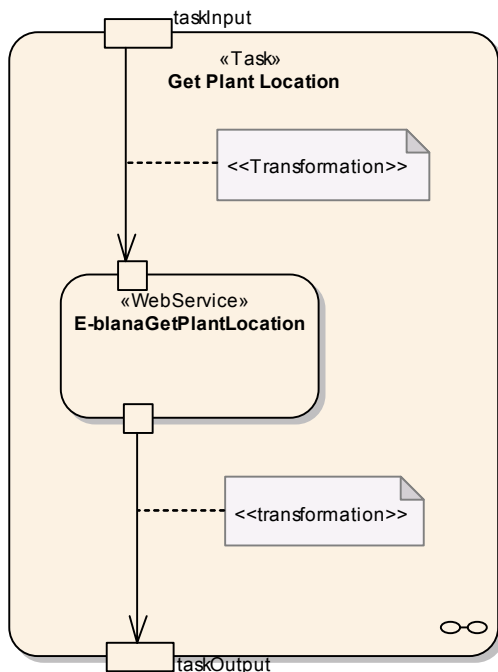 taskInput
«Task»
Get Plant Location
<<Transformation>>
«WebService»
E-blanaGetPlantLocation
<<transformation>>
taskOutput